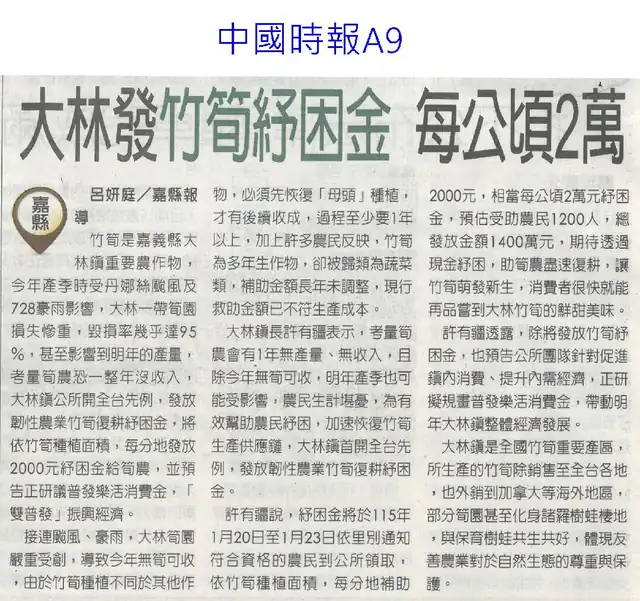 中國時報A9
大林發竹筍紓困金 每公頃2萬
嘉縣
呂妍庭／嘉縣報
導
竹筍是嘉義縣大
林鎮重要農作物，
今年產季時受丹娜絲颱風及
728豪雨影響，大林一帶筍園
損失慘重，毀損率幾乎達95
%，甚至影響到明年的產量，
考量筍農恐一整年沒收入，
大林鎮公所開全台先例，發放
韌性農業竹筍復耕紓困金，將
依竹筍種植面積，每分地發放
2000元紓困金給筍農，並預
告正研議普發樂活消費金，「
雙普發」振興經濟。
接連颱風、豪雨，大林筍園
嚴重受創，導致今年無筍可收
，由於竹筍種植不同於其他作
物，必須先恢復「母頭」種植，
才有後續收成，過程至少要1年
以上，加上許多農民反映，竹筍
為多年生作物，卻被歸類為蔬菜
類，補助金額長年未調整，現行
救助金額已不符生產成本。
大林鎮長許有疆表示，考量筍
農會有1年無產量、無收入，且
除今年無筍可收，明年產季也可
能受影響，農民生計堪憂，為有
效幫助農民紓困，加速恢復竹筍
生產供應鏈，大林鎮首開全台先
例，發放韌性農業竹筍復耕紓困
金。
許有疆說，紓困金將於115年
1月20日至1月23日依里別通知
符合資格的農民到公所領取，
依竹筍種植面積，每分地補助
2000元，相當每公頃2萬元紓困
金，預估受助農民1200人，總
發放金額1400萬元，期待透過
現金紓困，助筍農盡速復耕，讓
竹筍萌發新生，消費者很快就能
再品嘗到大林竹筍的鮮甜美味。
許有疆透露，除將發放竹筍紓
困金，也預告公所團隊針對促進
鎮內消費、提升內需經濟，正研
擬規畫普發樂活消費金，帶動明
年大林鎮整體經濟發展。
大林鎮是全國竹筍重要產區，
所生產的竹筍除銷售至全台各地
，也外銷到加拿大等海外地區，
部分筍園甚至化身諸羅樹蛙棲地
，與保育樹蛙共生共好，體現友
善農業對於自然生態的尊重與保
護。